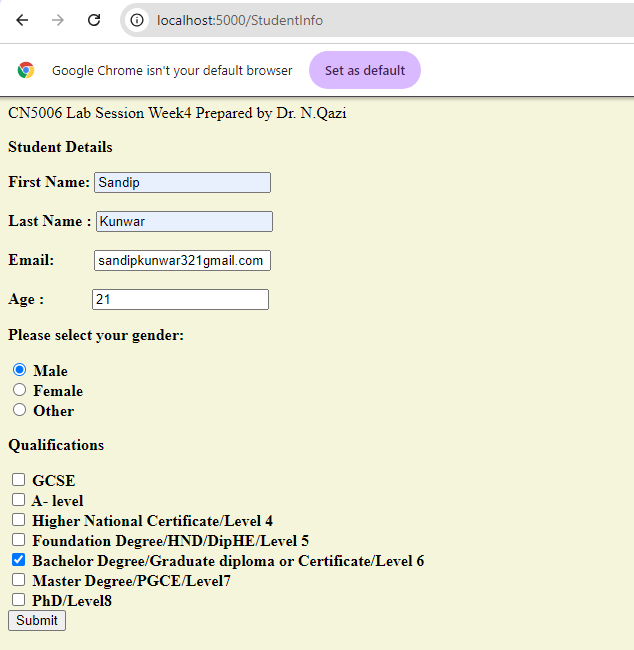 localhost:5000/StudentInfo
Google Chrome isn't your default browser Set as default
CN5006 Lab Session Week4 Prepared by Dr. N.Qazi
Student Details
First Name: Sandip
Last Name : Kunwar
Email: sandipkunwar321gmail.com
Age : 21
Please select your gender:
Male
Female
Other
Qualifications
GCSE
A- level
Higher National Certificate/Level 4
Foundation Degree/HND/DipHE/Level 5
Bachelor Degree/Graduate diploma or Certificate/Level 6
Master Degree/PGCE/Level7
PhD/Level8
Submit